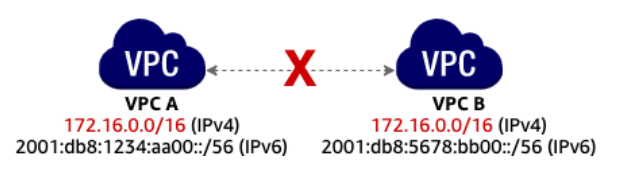 VPC
X
VPC
VPC A
172.16.0.0/16 (IPv4)
2001:db8:1234:aa00::/56 (IPv6)
VPC B
172.16.0.0/16 (IPv4)
2001:db8:5678:bb00::/56 (IPv6)